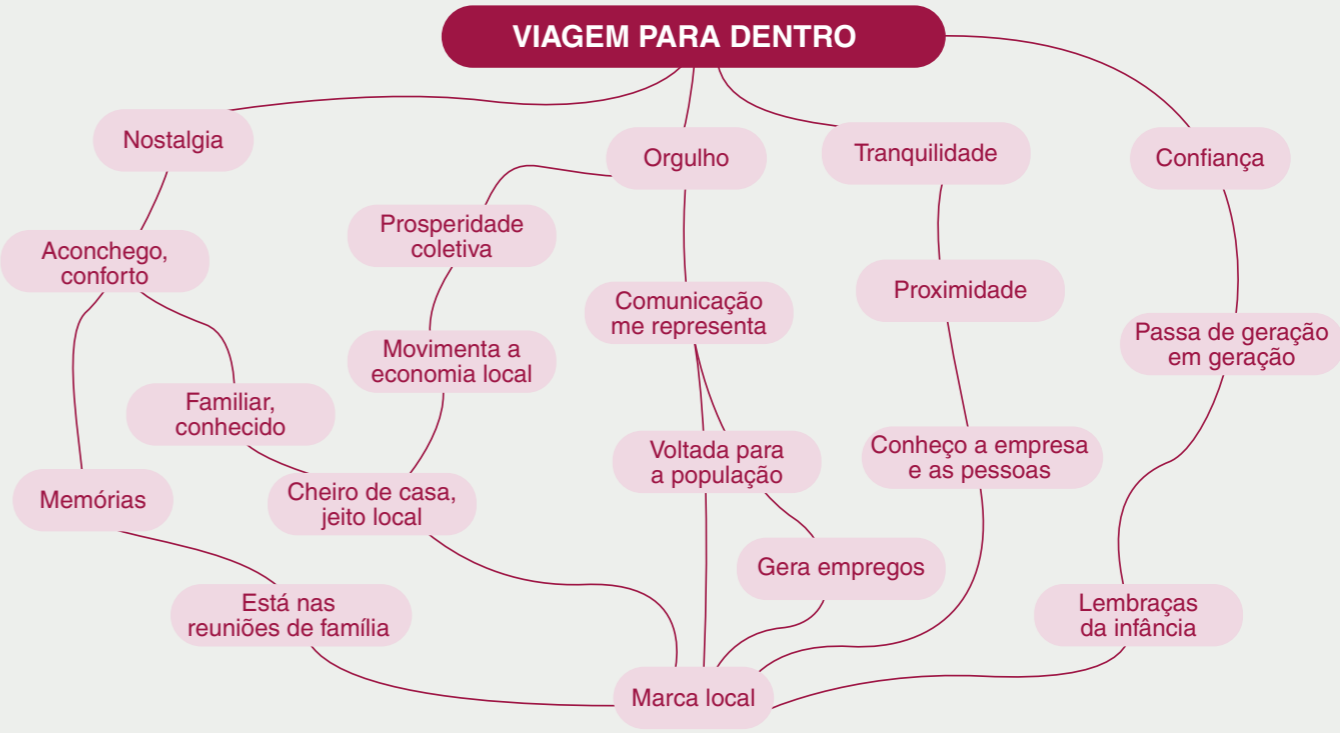 VIAGEM PARA DENTRO
Nostalgia
Orgulho
Tranquilidade
Confiança
Prosperidade
coletiva
Aconchego,
conforto
Proximidade
Comunicação
me representa
Passa de geração
em geração
Movimenta a
economia local
Familiar,
conhecido
Voltada para
a população
Conheço a empresa
e as pessoas
Memórias
Cheiro de casa,
jeito local
Gera empregos
Está nas
reuniões de família
Lembraças
da infância
Marca local